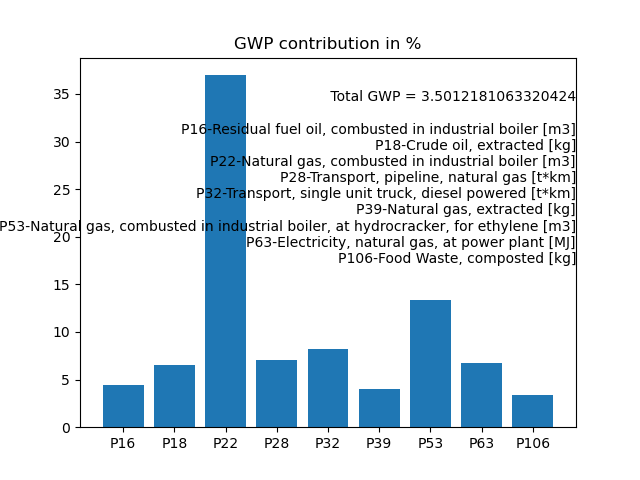 GWP contribution in %
Total GWP = 3.5012181063320424
P16-Residual fuel oil, combusted in industrial boiler [m3]
P18-Crude oil, extracted [kg]
P22-Natural gas, combusted in industrial boiler [m3]
P28-Transport, pipeline, natural gas [t*km]
P32-Transport, single unit truck, diesel powered [t*km]
P39-Natural gas, extracted [kg]
P53-Natural gas, combusted in industrial boiler, at hydrocracker, for ethylene [m3]
P63-Electricity, natural gas, at power plant [MJ]
P106-Food Waste, composted [kg]
35
30
25
20
15
10
5
0
P16 P18 P22 P28 P32 P39 P53 P63 P106